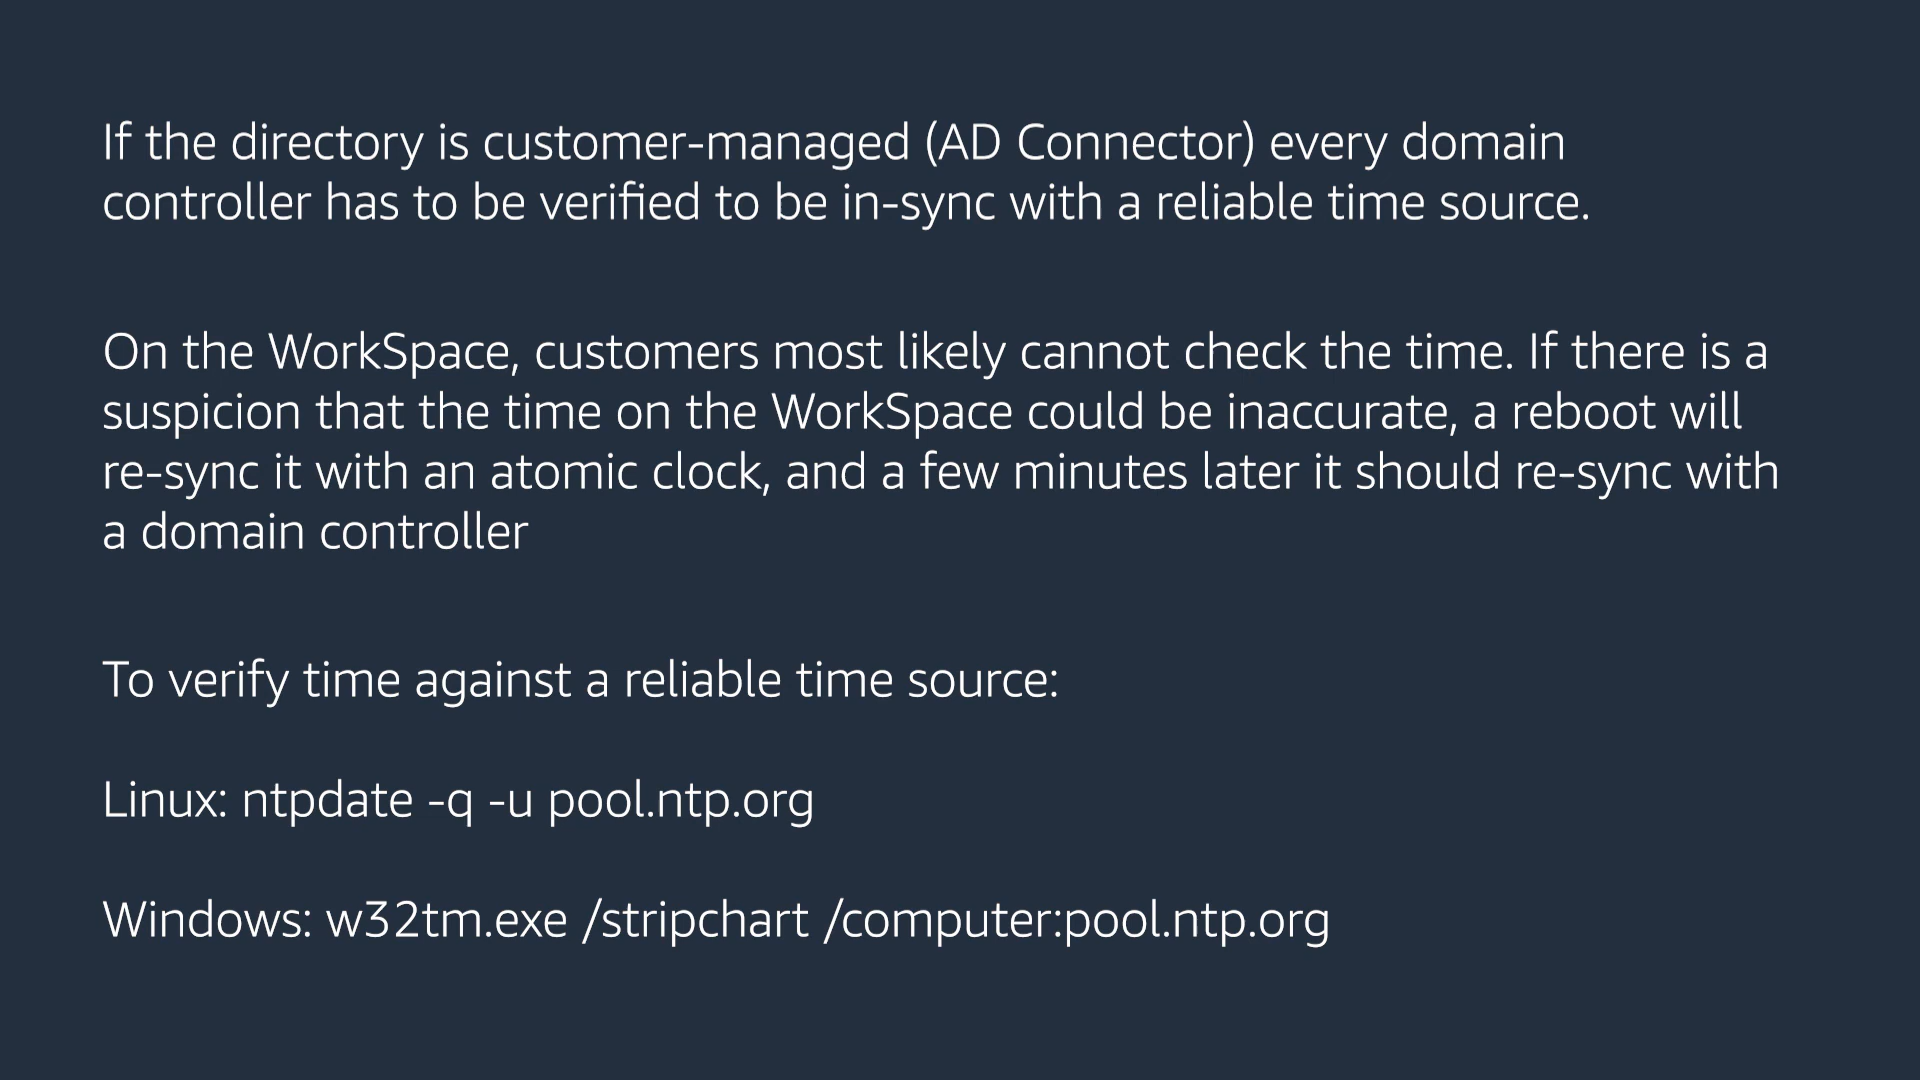 If the directory is customer-managed (AD Connector) every domain
controller has to be verified to be in-sync with a reliable time source.
On the WorkSpace, customers most likely cannot check the time. If there is a
suspicion that the time on the WorkSpace could be inaccurate, a reboot will
re-sync it with an atomic clock, and a few minutes later it should re-sync with
a domain controller
To verify time against a reliable time source:
Linux: ntpdate -q -u pool.ntp.org
Windows: w32tm.exe /stripchart /computer:pool.ntp.org